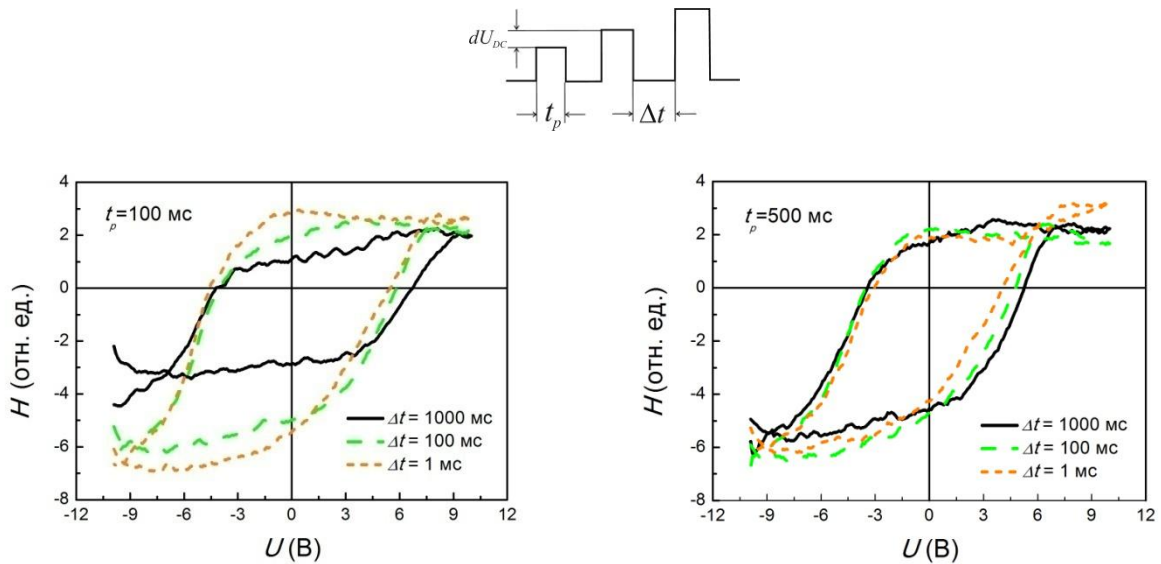 dU_DC
t_p
Δt
4
2
0
-2
-4
-6
-8
H (отн. ед.)
t_p=100 мс
Δt = 1000 мс
Δt = 100 мс
Δt = 1 мс
-12 -9 -6 -3 0 3 6 9 12
U (В)
4
2
0
-2
-4
-6
-8
H (отн. ед.)
t_p=500 мс
Δt = 1000 мс
Δt = 100 мс
Δt = 1 мс
-12 -9 -6 -3 0 3 6 9 12
U (В)